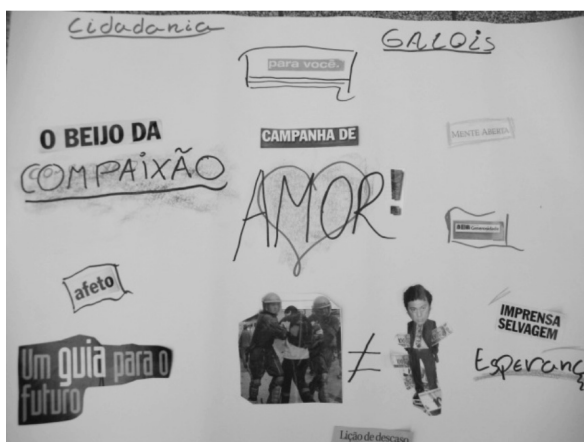 Cidadania
GALOIS
para você.
O BEIJO DA
COMPAIXÃO
CAMPANHA DE
AMOR!
MENTE ABERTA
afeto
Um guia para o
futuro
≠
IMPRENSA
SELVAGEM
Esperanç
Lição de descaso